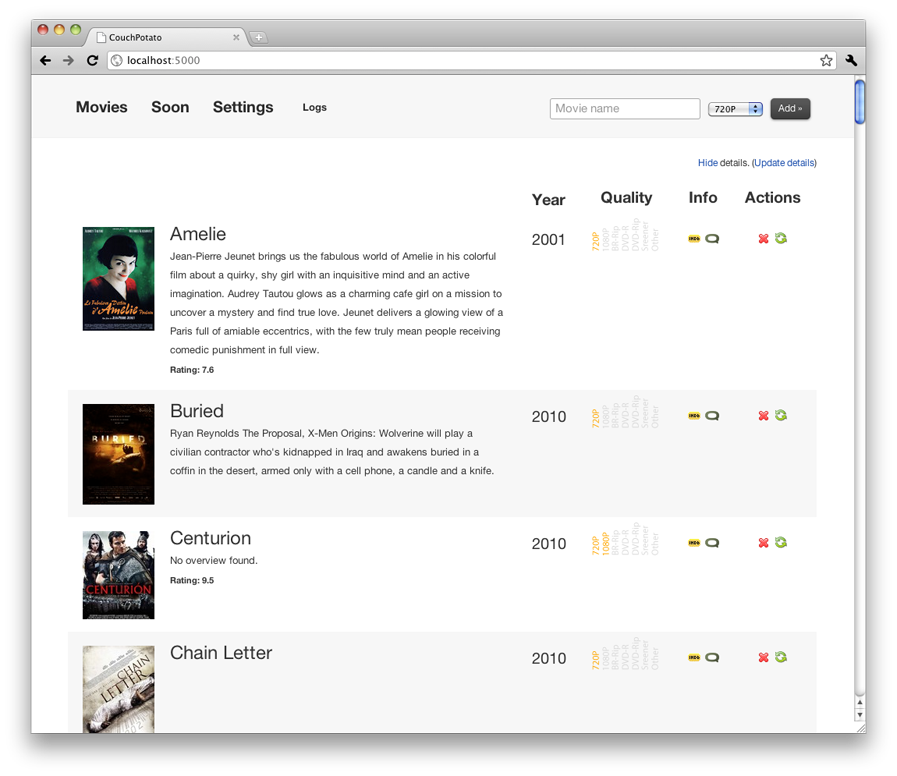 CouchPotato
localhost:5000
Movies Soon Settings Logs
Movie name 720P Add »
Hide details. (Update details)
Year Quality Info Actions
Amelie
2001
720P
1080P
BR-Rip
DVD-R
DVD-Rip
Screener
Other
IMDb
Jean-Pierre Jeunet brings us the fabulous world of Amelie in his colorful
film about a quirky, shy girl with an inquisitive mind and an active
imagination. Audrey Tautou glows as a charming cafe girl on a mission to
uncover a mystery and find true love. Jeunet delivers a glowing view of a
Paris full of amiable eccentrics, with the few truly mean people receiving
comedic punishment in full view.
Rating: 7.6
BURIED
Buried
2010
720P
1080P
BR-Rip
DVD-R
DVD-Rip
Screener
Other
IMDb
Ryan Reynolds The Proposal, X-Men Origins: Wolverine will play a
civilian contractor who's kidnapped in Iraq and awakens buried in a
coffin in the desert, armed only with a cell phone, a candle and a knife.
CENTURION
Centurion
2010
720P
1080P
BR-Rip
DVD-R
DVD-Rip
Screener
Other
IMDb
No overview found.
Rating: 9.5
CHAIN
LETTER
Chain Letter
2010
720P
1080P
BR-Rip
DVD-R
DVD-Rip
Screener
Other
IMDb